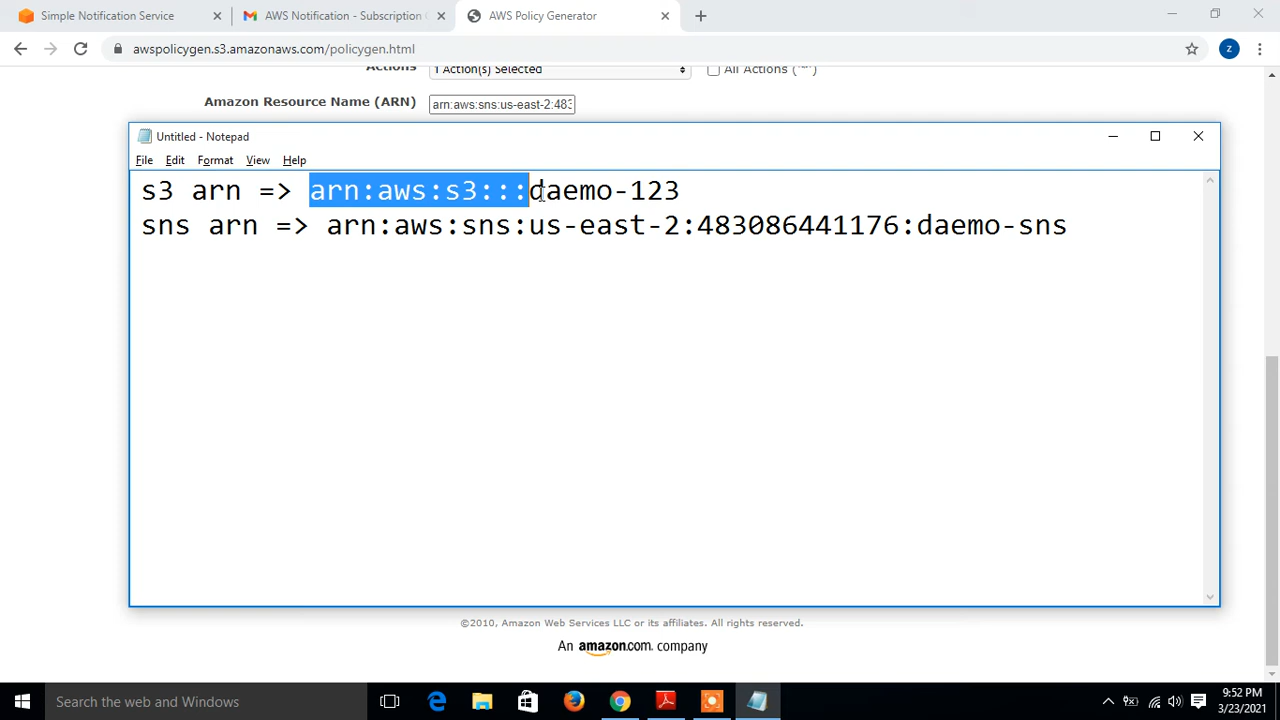 Simple Notification Service
AWS Notification - Subscription C
AWS Policy Generator
awspolicygen.s3.amazonaws.com/policygen.html
z
Actions
1 Action(s) Selected
All Actions ('*')
Amazon Resource Name (ARN)
arn:aws:sns:us-east-2:483
Untitled - Notepad
File Edit Format View Help
s3 arn => arn:aws:s3:::daemo-123
sns arn => arn:aws:sns:us-east-2:483086441176:daemo-sns
©2010, Amazon Web Services LLC or its affiliates. All rights reserved.
An amazon.com company
Search the web and Windows
9:52 PM
3/23/2021